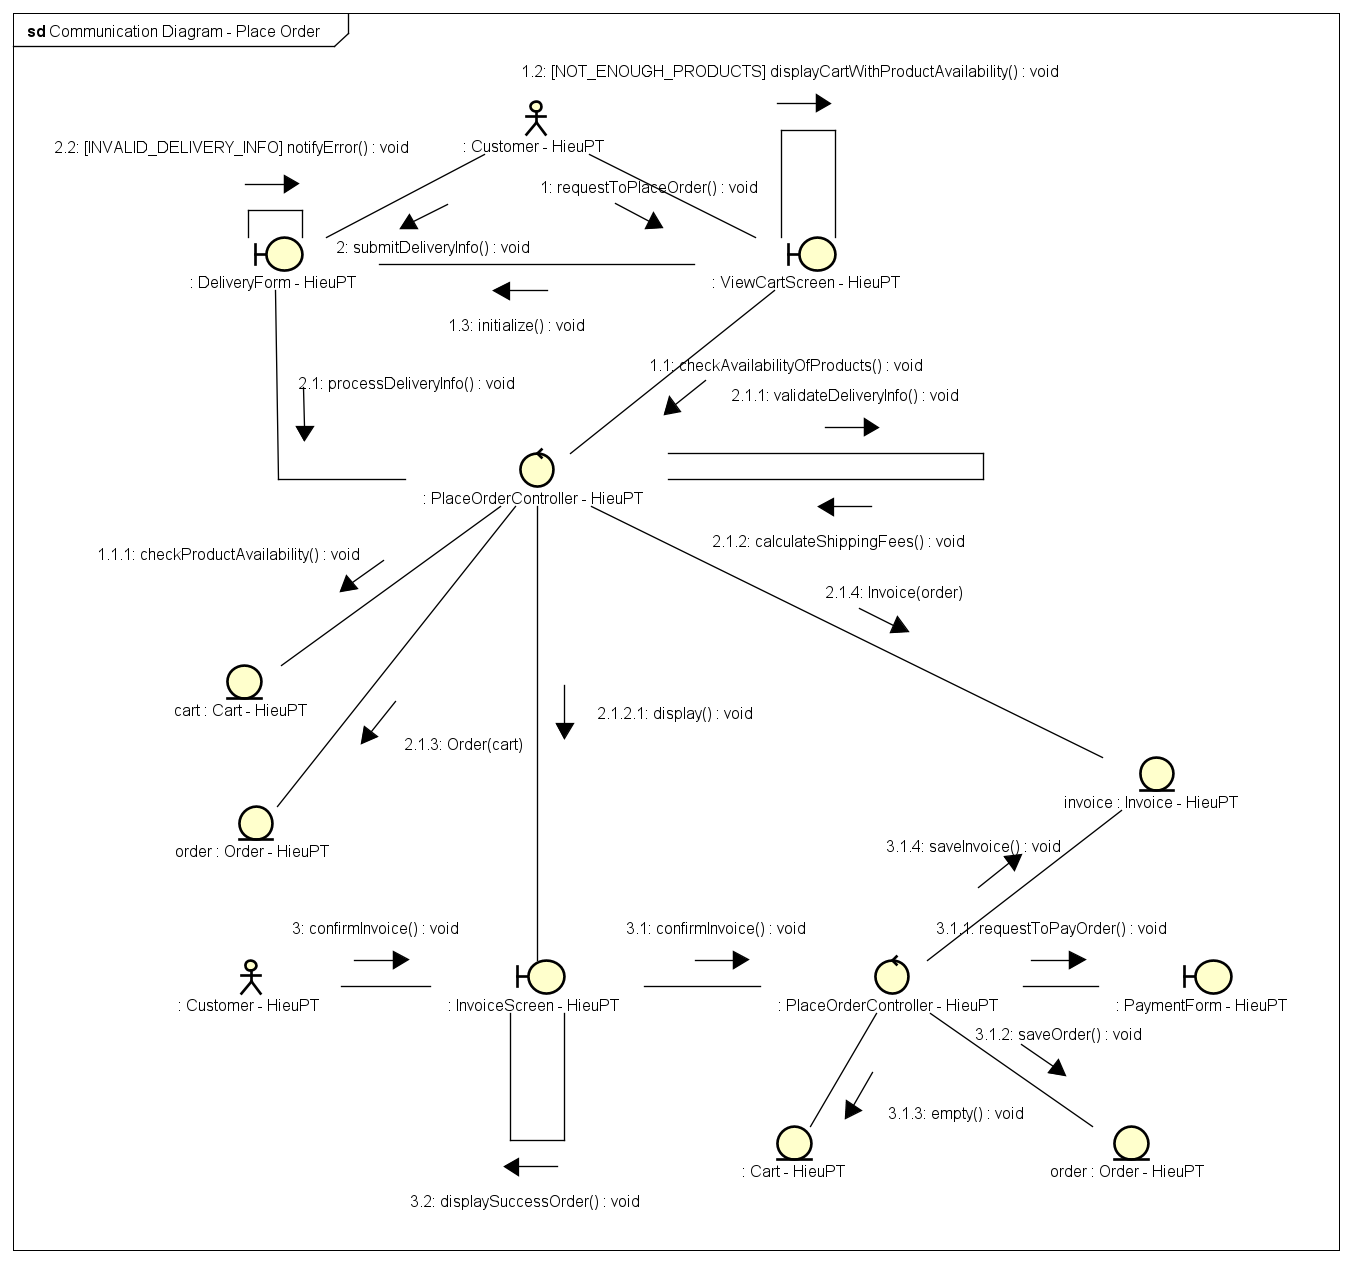 sd Communication Diagram - Place Order
1.2: [NOT_ENOUGH_PRODUCTS] displayCartWithProductAvailability() : void
2.2: [INVALID_DELIVERY_INFO] notifyError() : void
: Customer - HieuPT
1: requestToPlaceOrder() : void
2: submitDeliveryInfo() : void
: DeliveryForm - HieuPT
: ViewCartScreen - HieuPT
1.3: initialize() : void
1.1: checkAvailabilityOfProducts() : void
2.1: processDeliveryInfo() : void
2.1.1: validateDeliveryInfo() : void
: PlaceOrderController - HieuPT
2.1.2: calculateShippingFees() : void
1.1.1: checkProductAvailability() : void
2.1.4: Invoice(order)
cart : Cart - HieuPT
2.1.2.1: display() : void
2.1.3: Order(cart)
invoice : Invoice - HieuPT
order : Order - HieuPT
3.1.4: saveInvoice() : void
3: confirmInvoice() : void
3.1: confirmInvoice() : void
3.1.1: requestToPayOrder() : void
: Customer - HieuPT
: InvoiceScreen - HieuPT
: PlaceOrderController - HieuPT
: PaymentForm - HieuPT
3.1.2: saveOrder() : void
3.1.3: empty() : void
: Cart - HieuPT
order : Order - HieuPT
3.2: displaySuccessOrder() : void